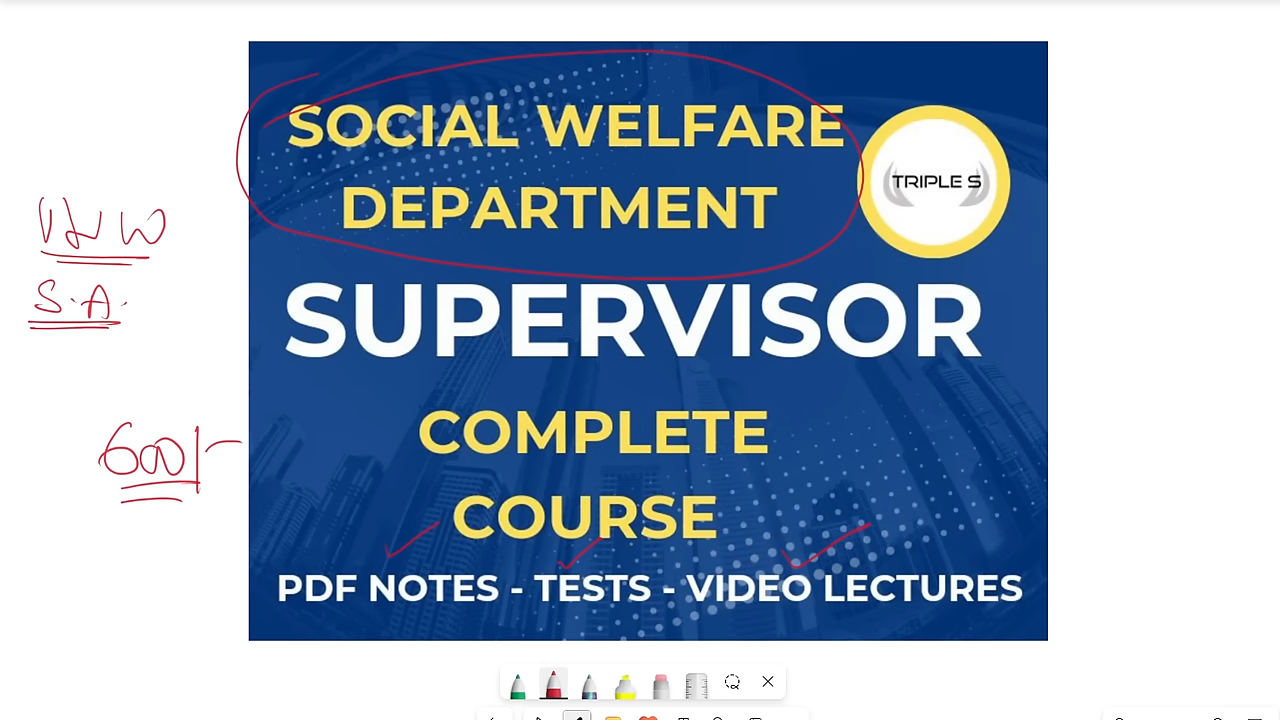 SOCIAL WELFARE
DEPARTMENT
TRIPLE S
SUPERVISOR
S.A.
COMPLETE
600/-
COURSE
PDF NOTES - TESTS - VIDEO LECTURES